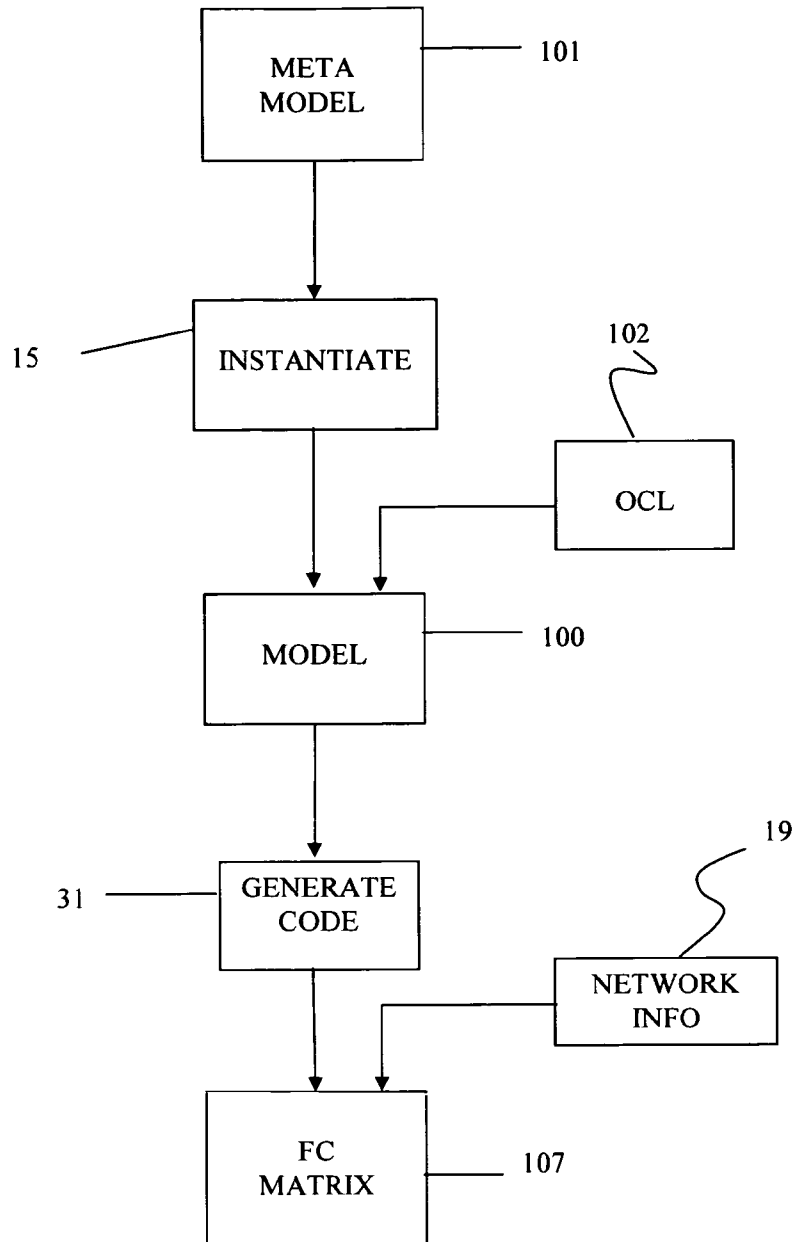 META
MODEL
101
INSTANTIATE
15
102
OCL
MODEL
100
GENERATE
CODE
31
19
NETWORK
INFO
FC
MATRIX
107